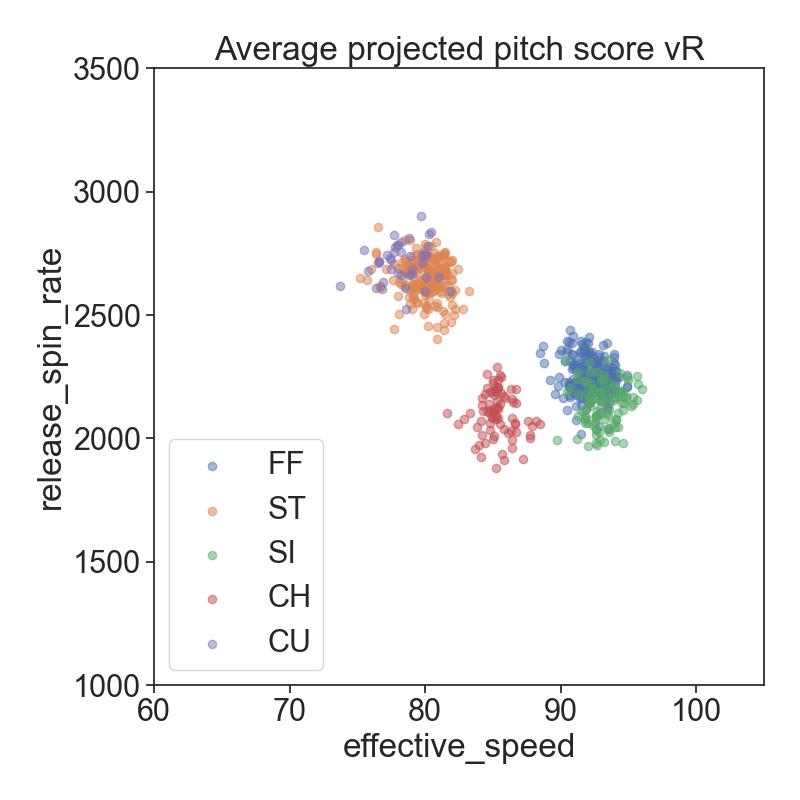 Average projected pitch score vR
3500
3000
2500
2000
1500
1000
release_spin_rate
FF
ST
SI
CH
CU
60 70 80 90 100
effective_speed